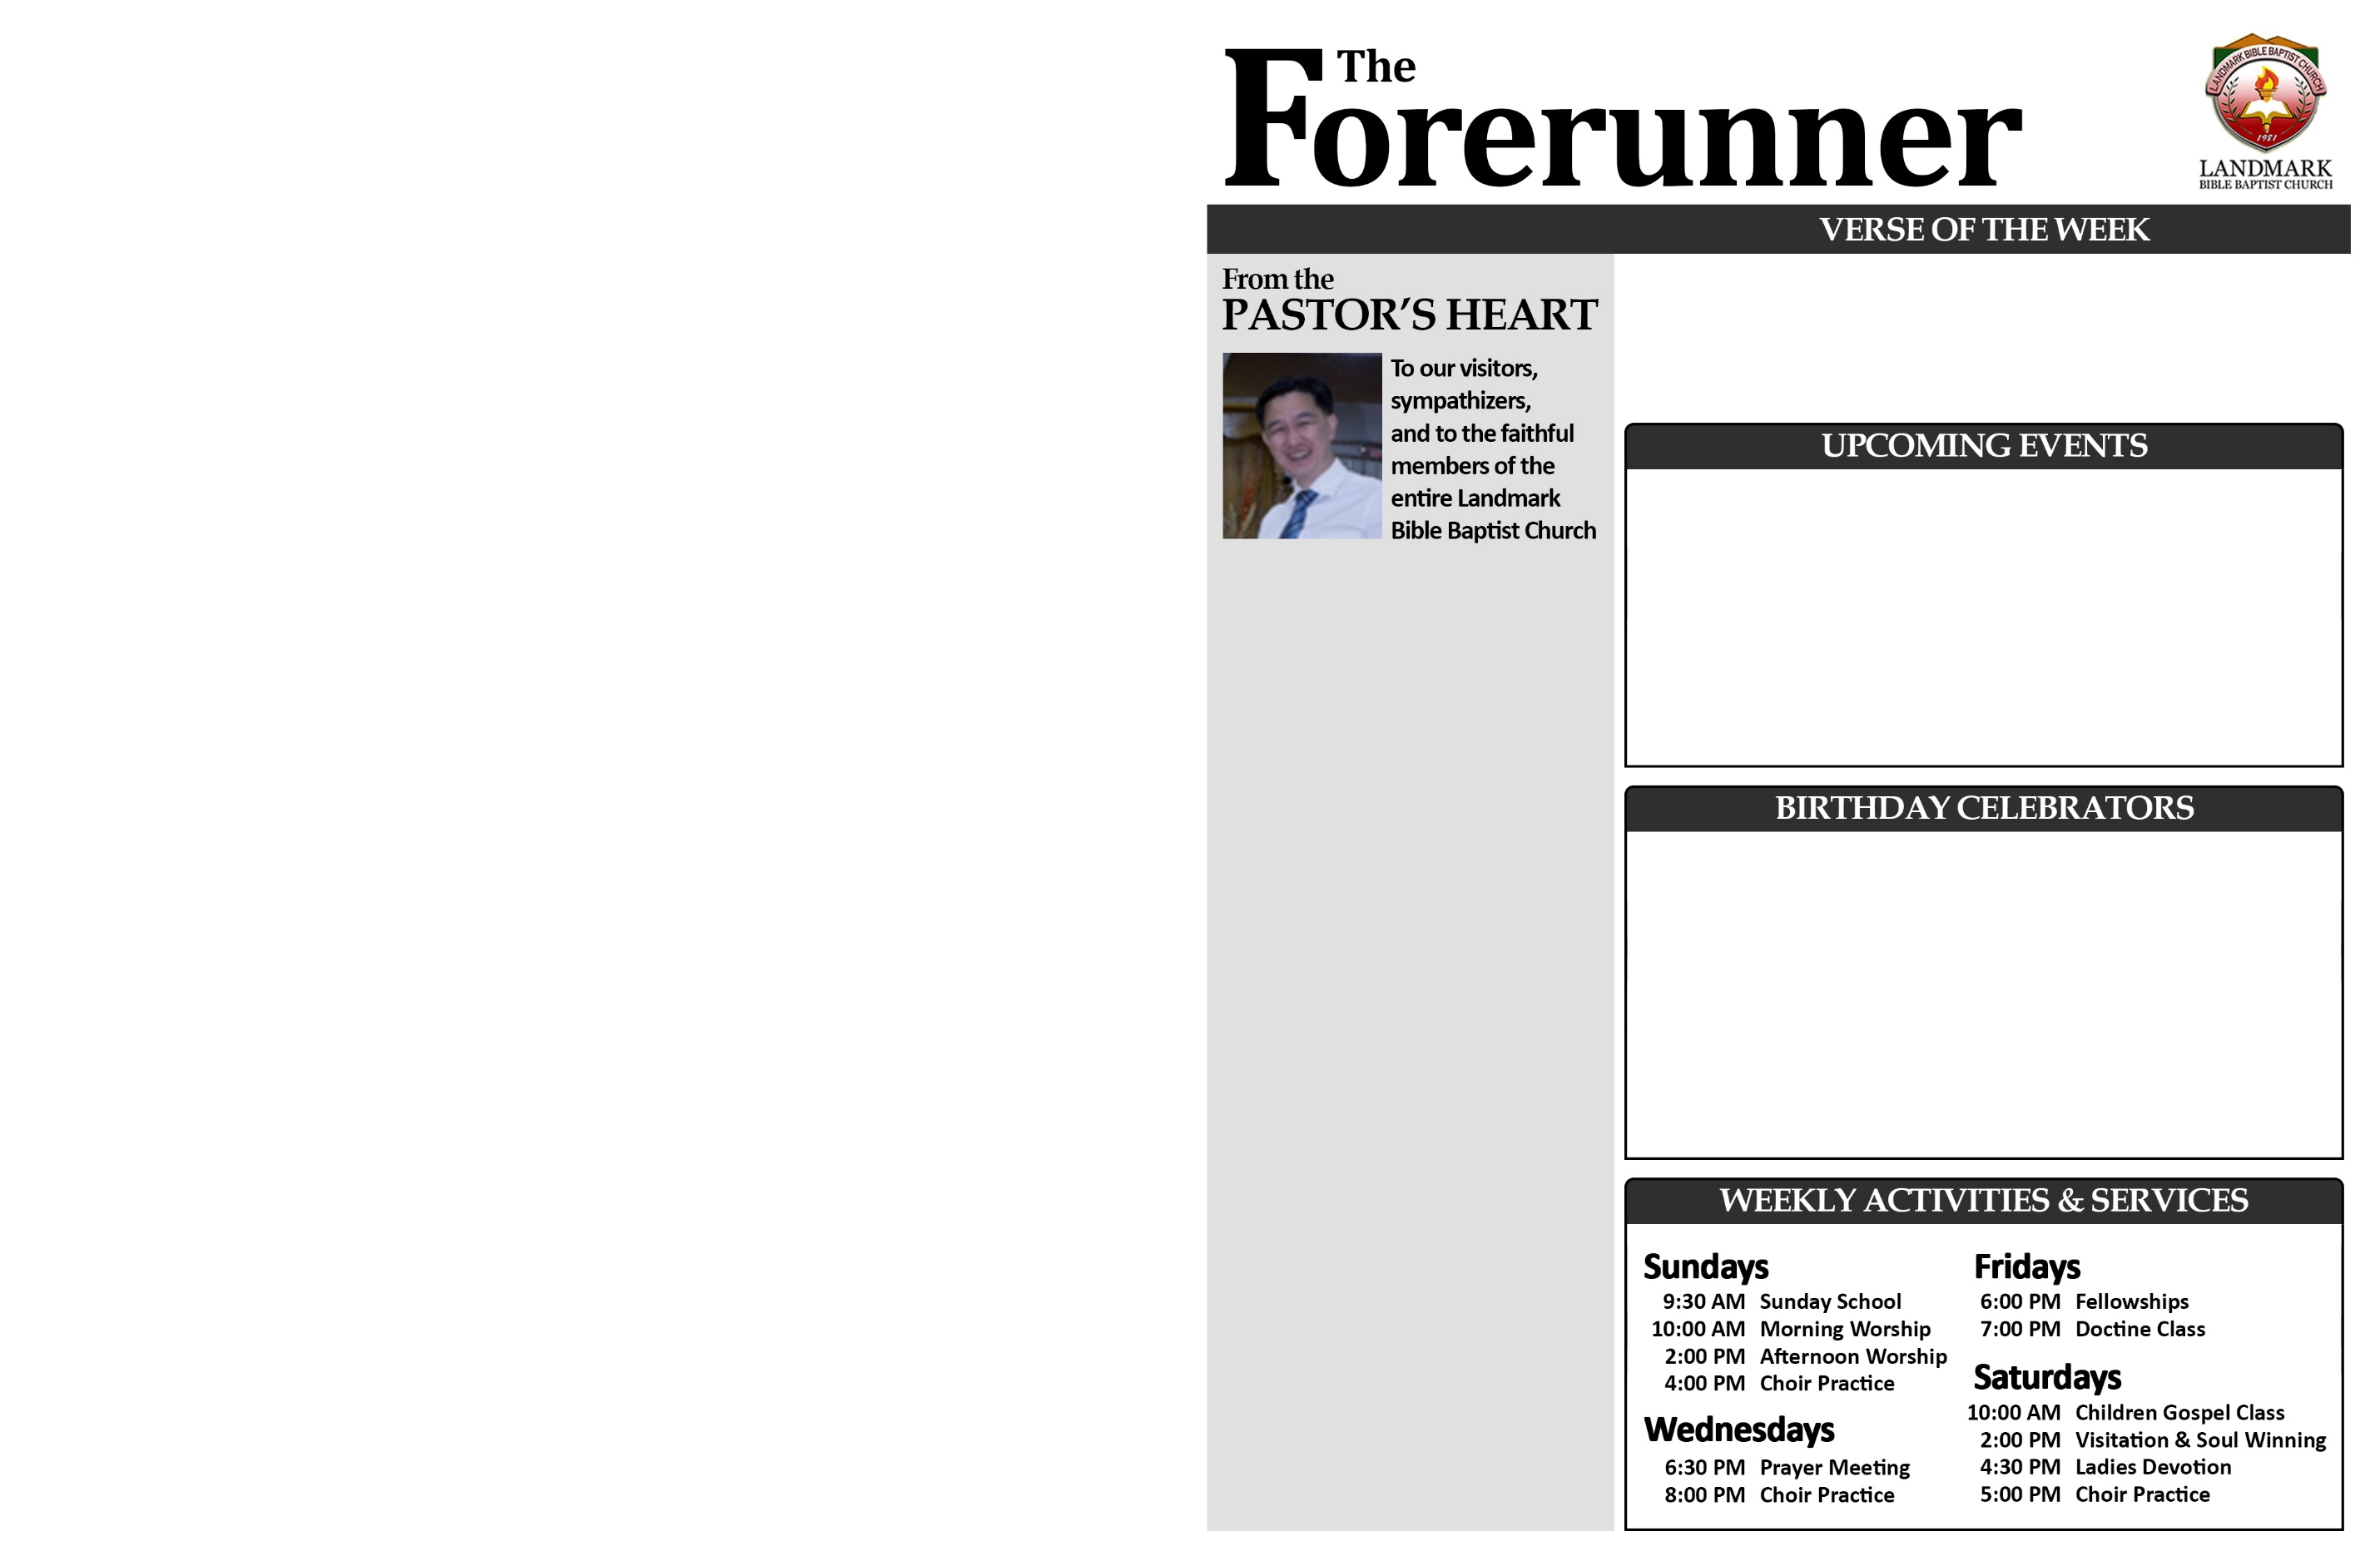 The
Forerunner
LANDMARK BIBLE BAPTIST CHURCH
1981
LANDMARK
BIBLE BAPTIST CHURCH
VERSE OF THE WEEK
From the
PASTOR'S HEART
To our visitors,
sympathizers,
and to the faithful
members of the
entire Landmark
Bible Baptist Church
UPCOMING EVENTS
BIRTHDAY CELEBRATORS
WEEKLY ACTIVITIES & SERVICES
Sundays
9:30 AM Sunday School
10:00 AM Morning Worship
2:00 PM Afternoon Worship
4:00 PM Choir Practice
Wednesdays
6:30 PM Prayer Meeting
8:00 PM Choir Practice
Fridays
6:00 PM Fellowships
7:00 PM Doctine Class
Saturdays
10:00 AM Children Gospel Class
2:00 PM Visitation & Soul Winning
4:30 PM Ladies Devotion
5:00 PM Choir Practice